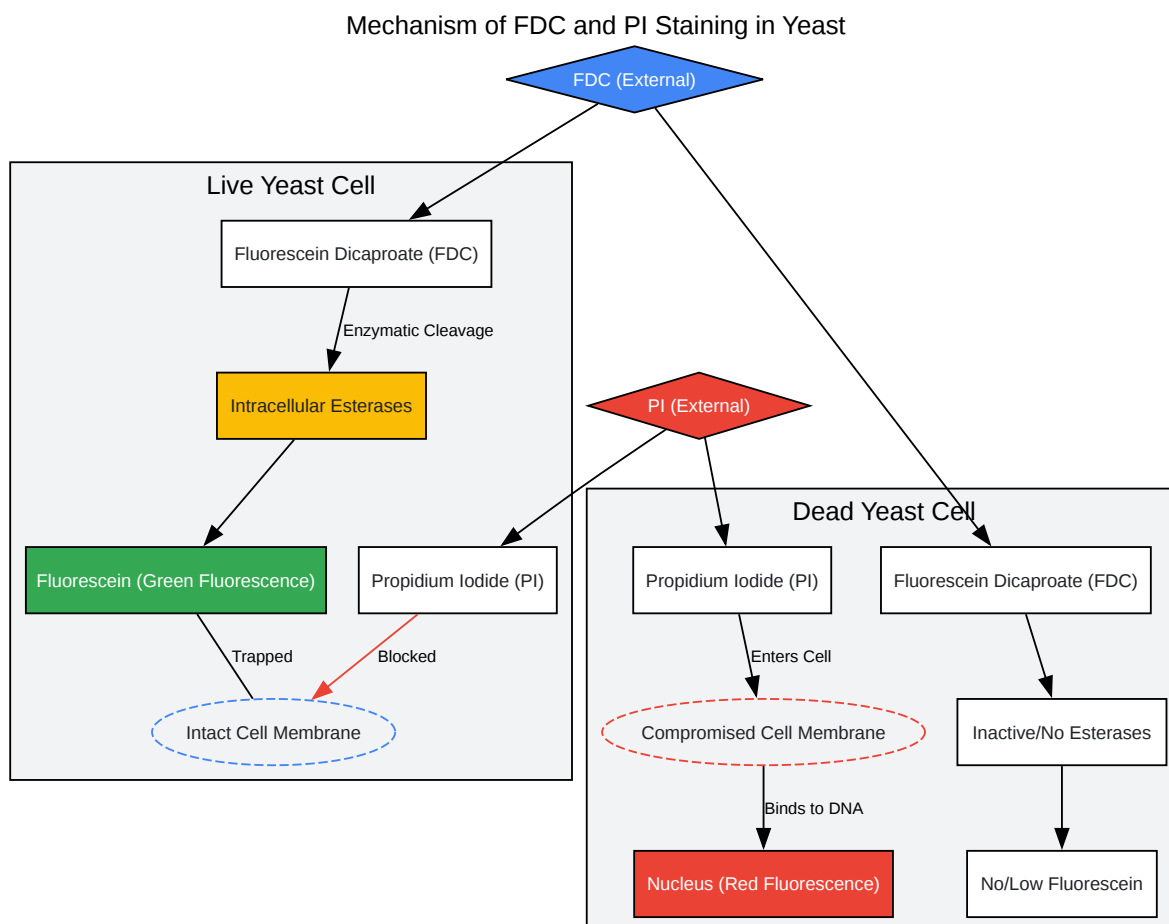 Mechanism of FDC and PI Staining in Yeast
FDC (External)
Live Yeast Cell
Fluorescein Dicaproate (FDC)
Enzymatic Cleavage
Intracellular Esterases
PI (External)
Dead Yeast Cell
Fluorescein (Green Fluorescence)
Propidium Iodide (PI)
Propidium Iodide (PI)
Fluorescein Dicaproate (FDC)
Trapped
Blocked
Enters Cell
Intact Cell Membrane
Compromised Cell Membrane
Inactive/No Esterases
Binds to DNA
Nucleus (Red Fluorescence)
No/Low Fluorescein